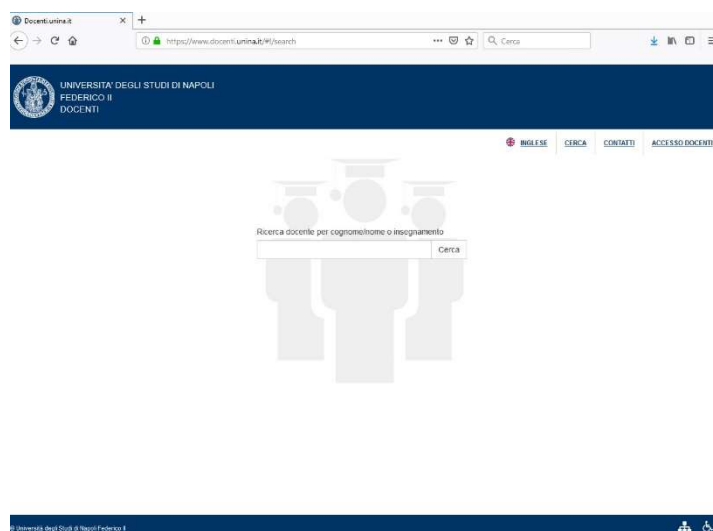 Docenti.unina.it
https://www.docenti.unina.it/#!/search
Cerca
UNIVERSITA' DEGLI STUDI DI NAPOLI
FEDERICO II
DOCENTI
INGLESE CERCA CONTATTI ACCESSO DOCENTI
Ricerca docente per cognome/nome o insegnamento
Cerca
© Università degli Studi di Napoli Federico II